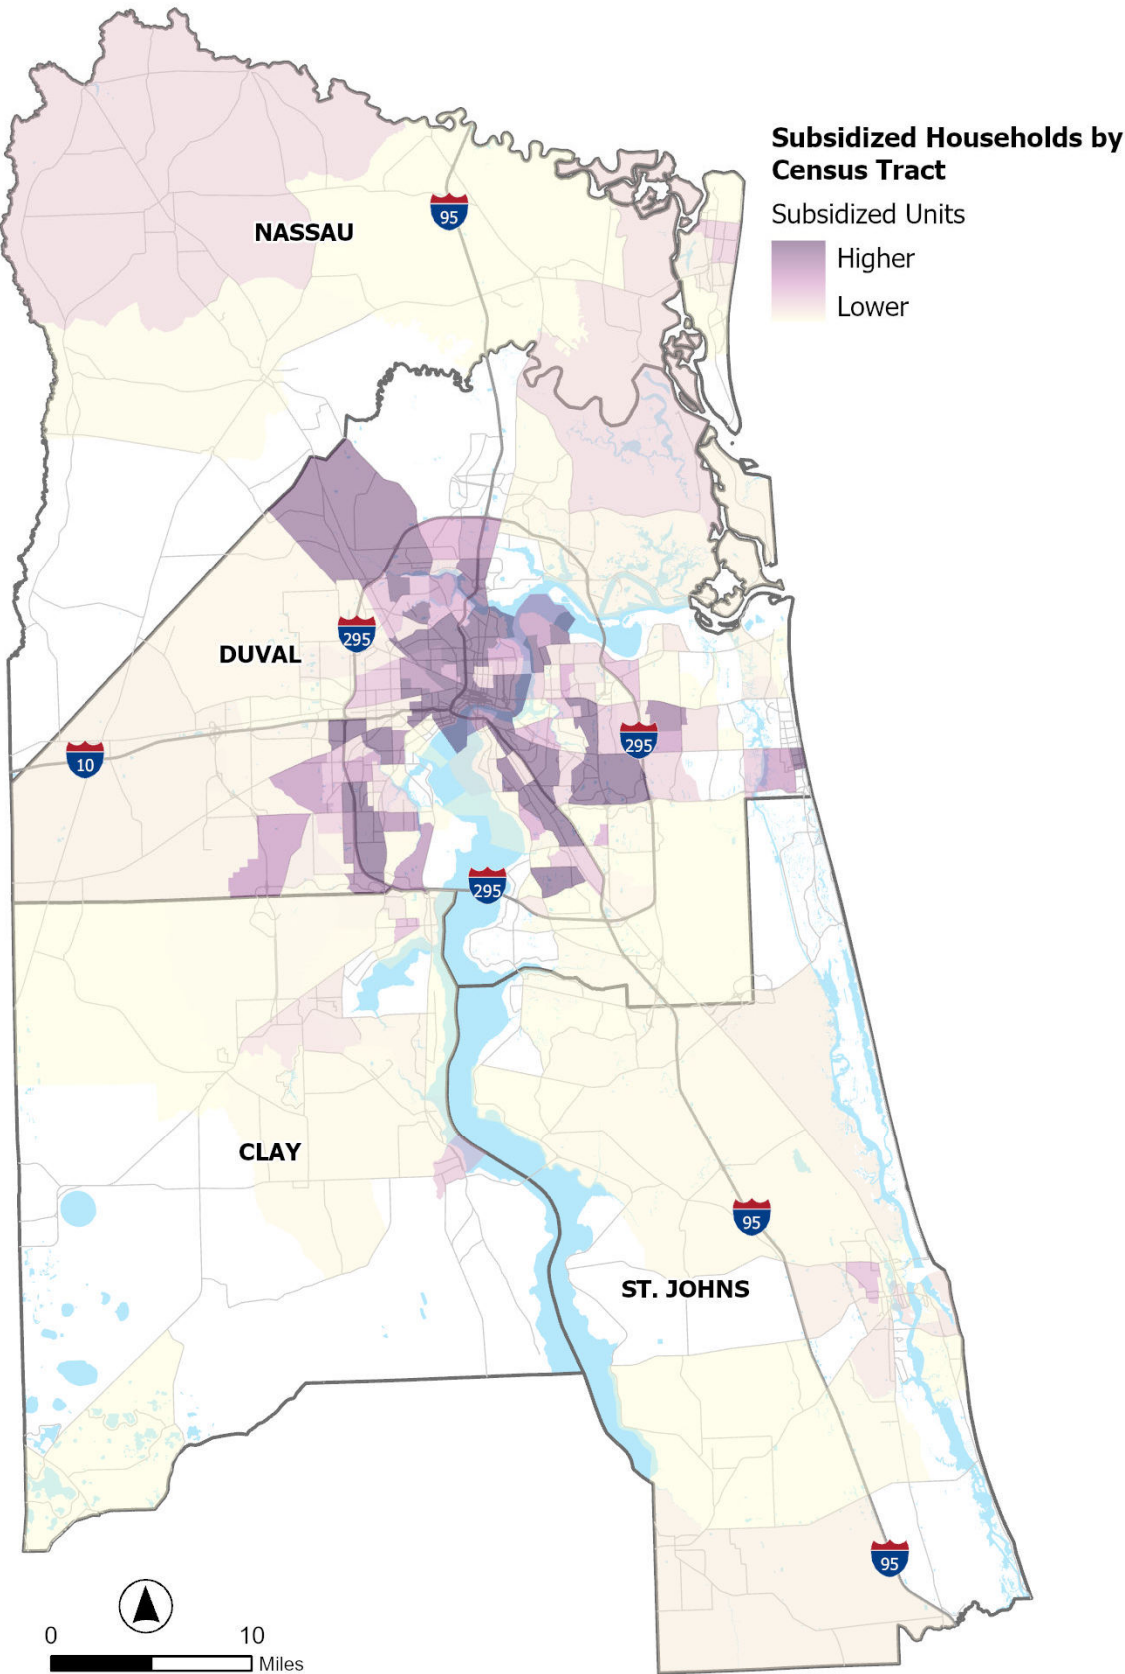 Subsidized Households by
Census Tract
Subsidized Units
Higher
Lower
95
NASSAU
295
DUVAL
295
10
295
CLAY
95
ST. JOHNS
95
0 10
Miles